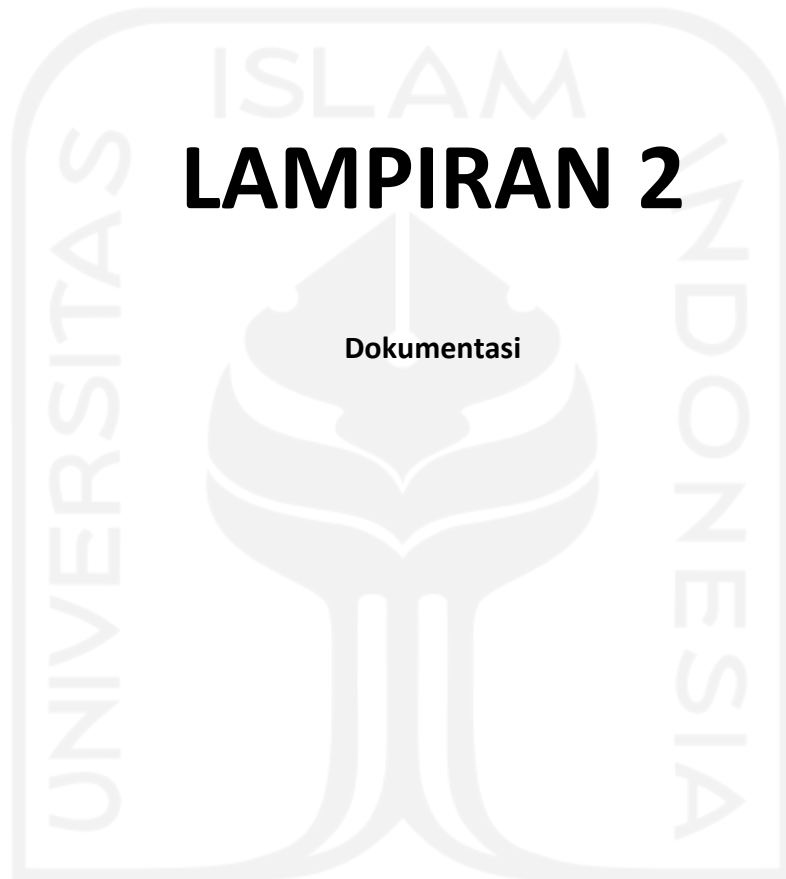 UNIVERSITAS
ISLAM
INDONESIA
LAMPIRAN 2
Dokumentasi